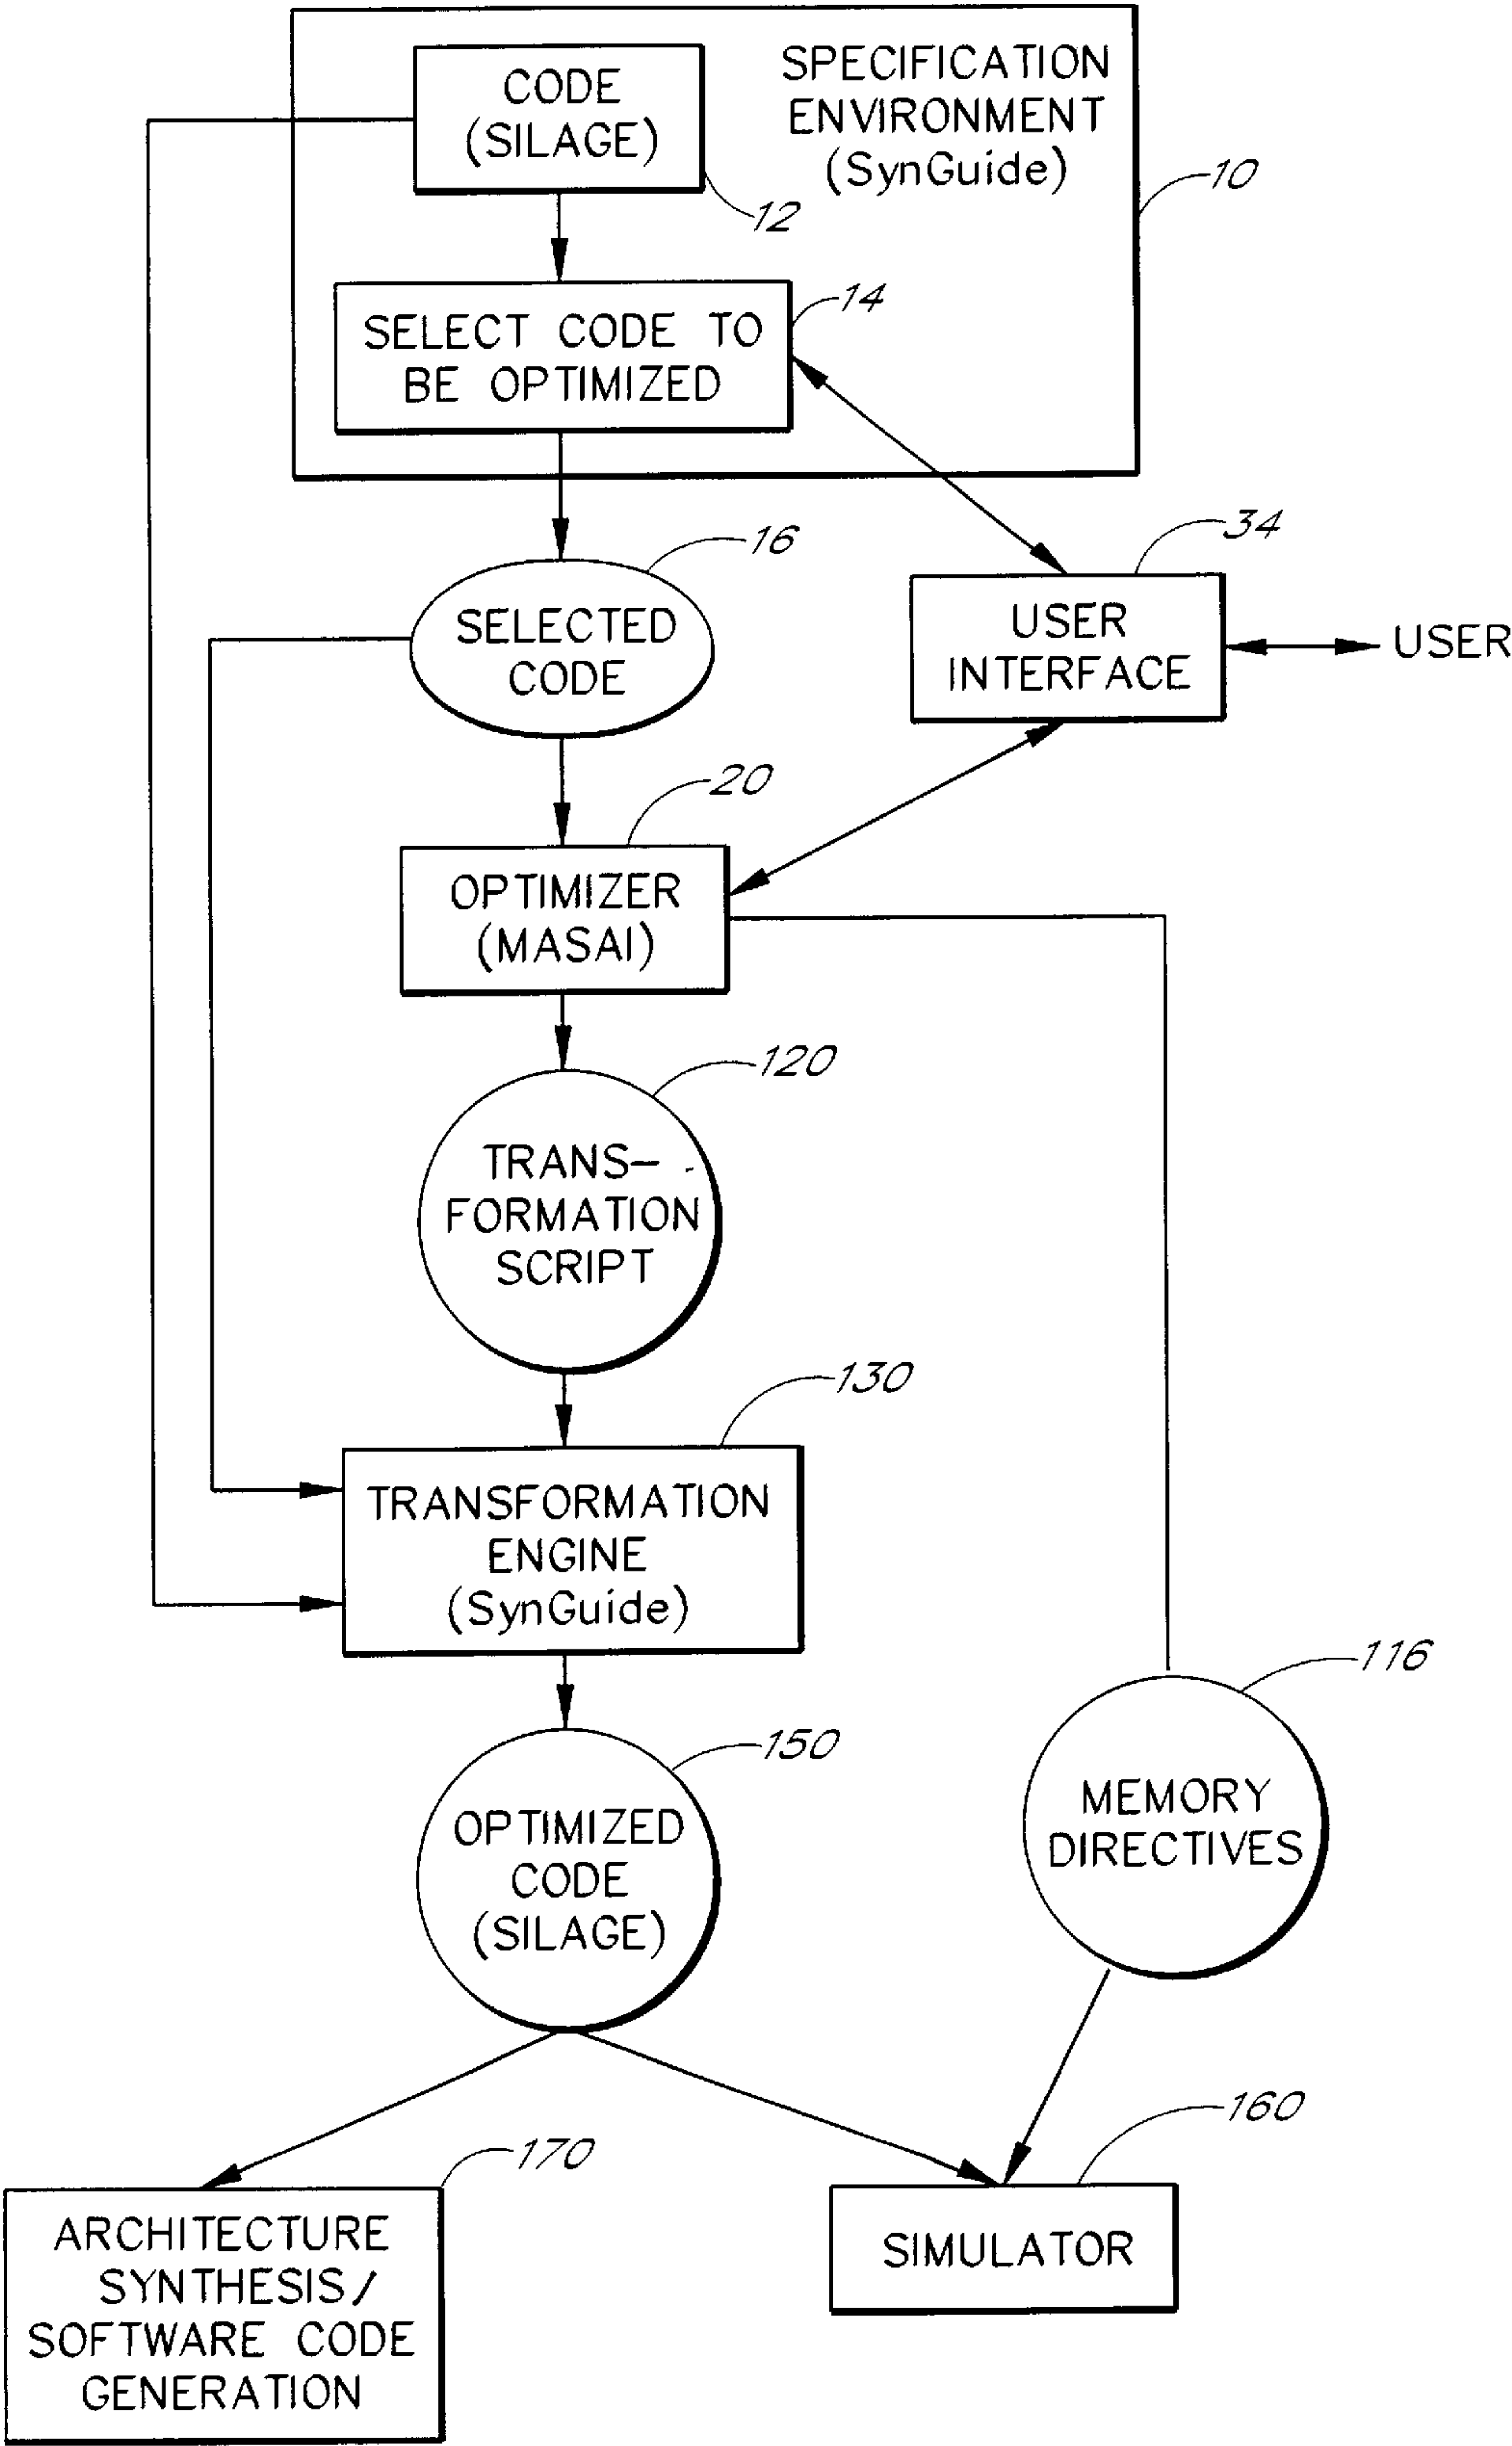 CODE
(SILAGE)
SPECIFICATION
ENVIRONMENT
(SynGuide)
10
12
14
SELECT CODE TO
BE OPTIMIZED
16
34
SELECTED
CODE
USER
INTERFACE
USER
20
OPTIMIZER
(MASAI)
120
TRANS-
FORMATION
SCRIPT
130
TRANSFORMATION
ENGINE
(SynGuide)
116
150
MEMORY
DIRECTIVES
OPTIMIZED
CODE
(SILAGE)
170
160
ARCHITECTURE
SYNTHESIS/
SOFTWARE CODE
GENERATION
SIMULATOR